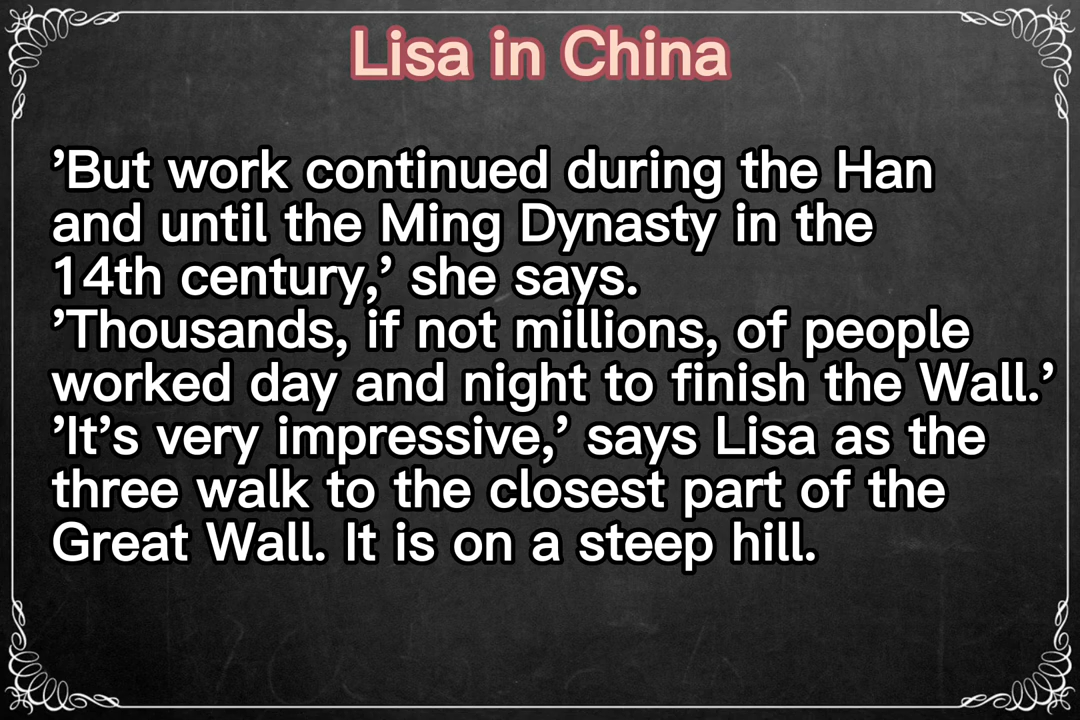 Lisa in China
’But work continued during the Han
and until the Ming Dynasty in the
14th century,’ she says.
’Thousands, if not millions, of people
worked day and night to finish the Wall.’
’It’s very impressive,’ says Lisa as the
three walk to the closest part of the
Great Wall. It is on a steep hill.